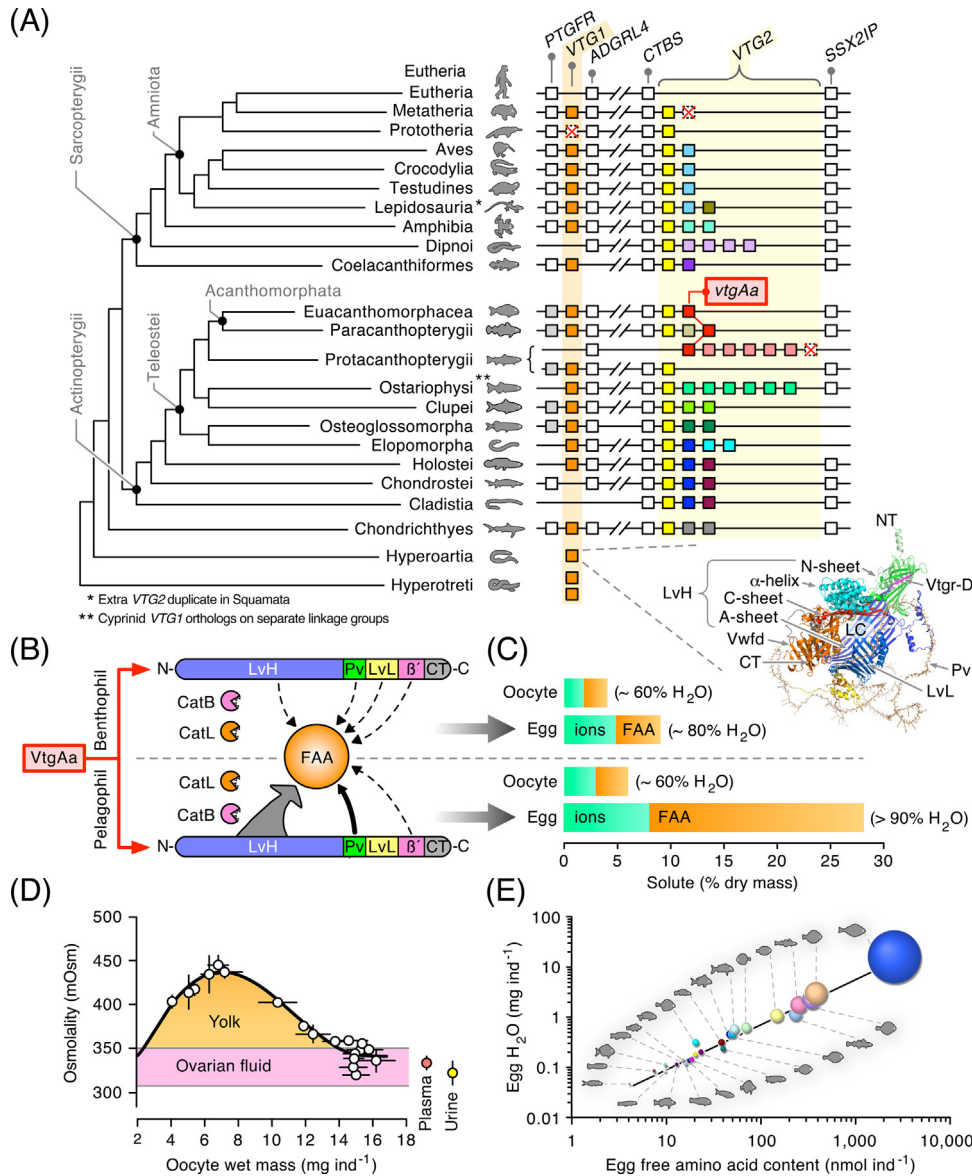 (A)
PTGFR
VTG1
ADGRL4
CTBS
VTG2
SSX2IP
Sarcopterygii
Amniota
Eutheria
Eutheria
Metatheria
Prototheria
Aves
Crocodylia
Testudines
Lepidosauria *
Amphibia
Dipnoi
Coelacanthiformes
Actinopterygii
Teleostei
Acanthomorphata
vtgAa
Euacanthomorphacea
Paracanthopterygii
Protacanthopterygii
**
Ostariophysi
Clupei
Osteoglossomorpha
Elopomorpha
Holostei
Chondrostei
Cladistia
Chondrichthyes
Hyperoartia
Hyperotreti
* Extra VTG2 duplicate in Squamata
** Cyprinid VTG1 orthologs on separate linkage groups
NT
N-sheet
Vtgr-D
LvH
α-helix
C-sheet
A-sheet
LC
Vwfd
CT
Pv
LvL
(B)
VtgAa
Benthophil
Pelagophil
N- LvH Pv LvL ß´ CT -C
CatB
CatL
FAA
CatL
CatB
N- LvH Pv LvL ß´ CT -C
(C)
Oocyte (~ 60% H2O)
Egg ions FAA (~ 80% H2O)
Oocyte (~ 60% H2O)
Egg ions FAA (> 90% H2O)
0 5 10 15 20 25 30
Solute (% dry mass)
(D)
Osmolality (mOsm)
500
450
400
350
300
Yolk
Ovarian fluid
Plasma
Urine
2 4 6 8 10 12 14 16 18
Oocyte wet mass (mg ind-1)
(E)
Egg H2O (mg ind-1)
100
10
1
0.1
0.01
1 10 100 1,000 10,000
Egg free amino acid content (nmol ind-1)